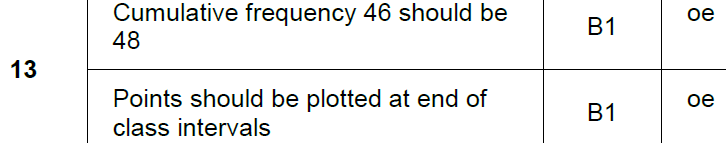 Cumulative frequency 46 should be
48
B1
oe
13
Points should be plotted at end of
class intervals
B1
oe